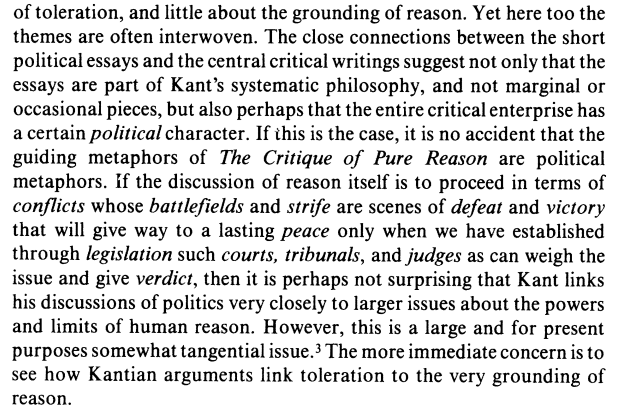 of toleration, and little about the grounding of reason. Yet here too the
themes are often interwoven. The close connections between the short
political essays and the central critical writings suggest not only that the
essays are part of Kant's systematic philosophy, and not marginal or
occasional pieces, but also perhaps that the entire critical enterprise has
a certain political character. If this is the case, it is no accident that the
guiding metaphors of The Critique of Pure Reason are political
metaphors. If the discussion of reason itself is to proceed in terms of
conflicts whose battlefields and strife are scenes of defeat and victory
that will give way to a lasting peace only when we have established
through legislation such courts, tribunals, and judges as can weigh the
issue and give verdict, then it is perhaps not surprising that Kant links
his discussions of politics very closely to larger issues about the powers
and limits of human reason. However, this is a large and for present
purposes somewhat tangential issue.³ The more immediate concern is to
see how Kantian arguments link toleration to the very grounding of
reason.